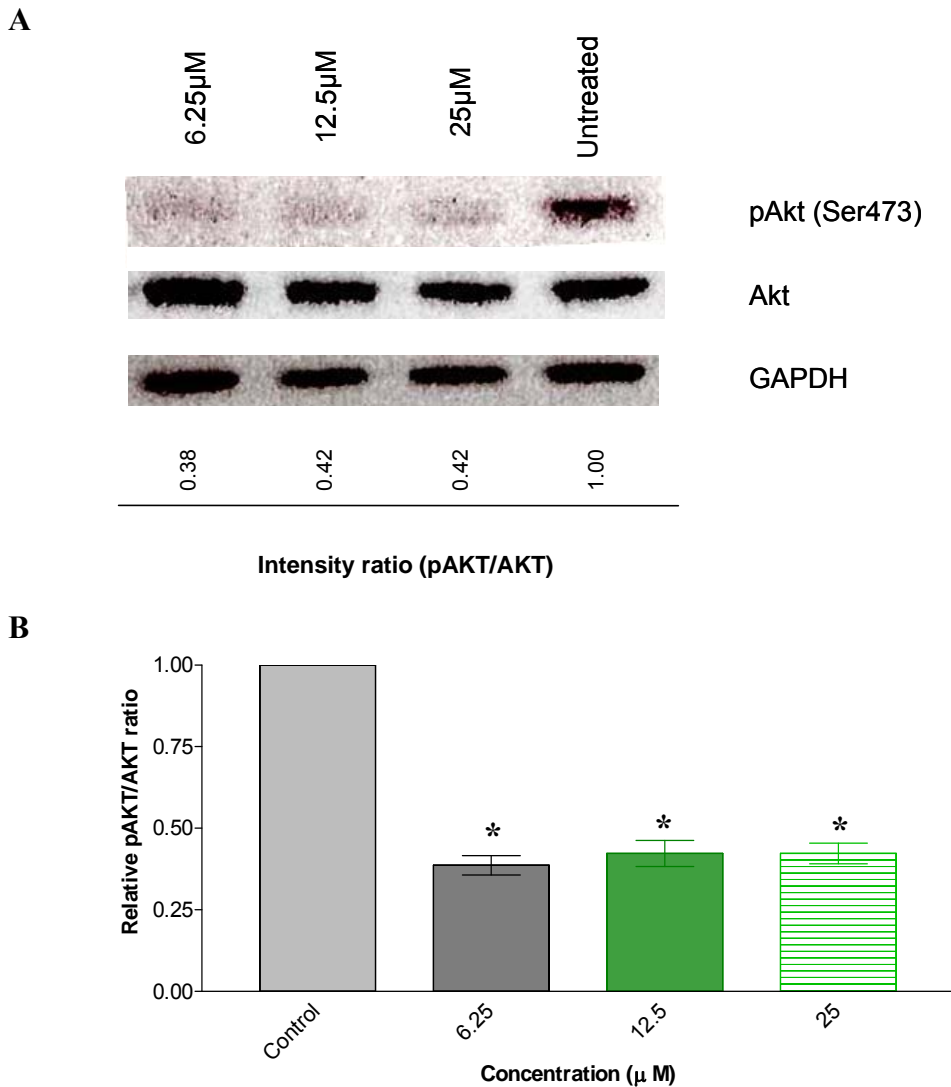 A
6.25µM
12.5µM
25µM
Untreated
pAkt (Ser473)
Akt
GAPDH
0.38
0.42
0.42
1.00
Intensity ratio (pAKT/AKT)
B
Relative pAKT/AKT ratio
1.00
0.75
0.50
0.25
0.00
*
*
*
Control
6.25
12.5
25
Concentration (µ M)